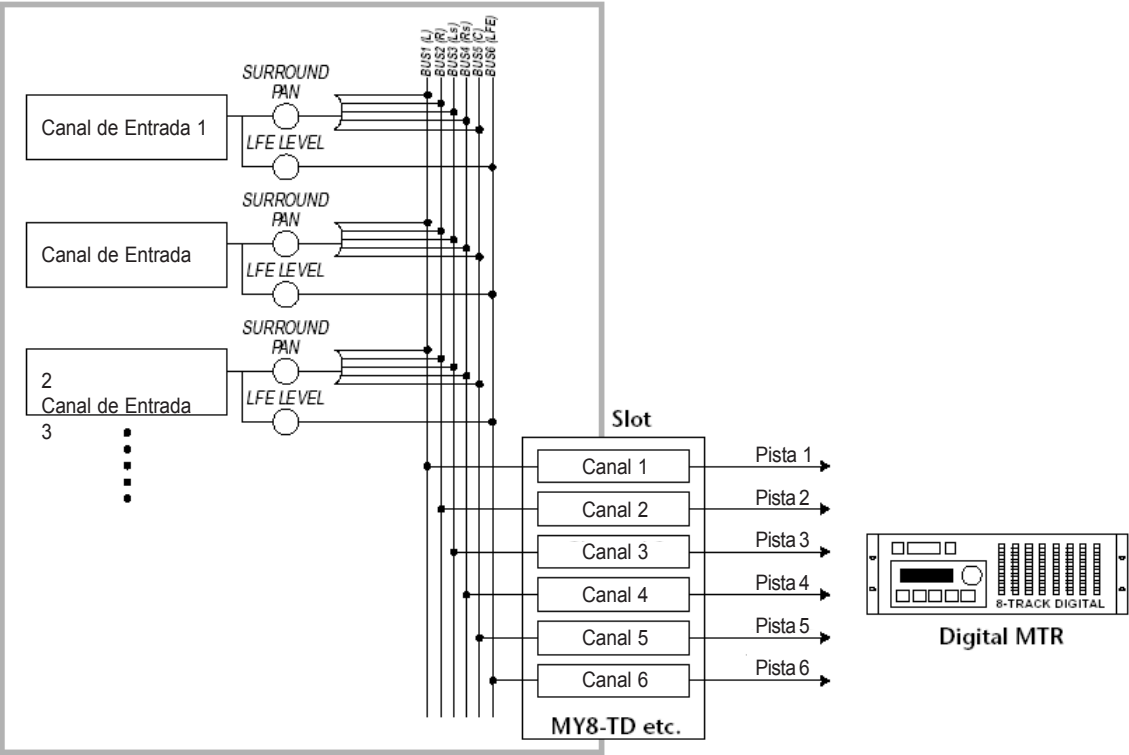 BUS1 (L)
BUS2 (R)
BUS3 (Ls)
BUS4 (Rs)
BUS5 (C)
BUS6 (LFE)
SURROUND
PAN
Canal de Entrada 1
LFE LEVEL
SURROUND
PAN
Canal de Entrada
LFE LEVEL
SURROUND
PAN
2
Canal de Entrada
3
LFE LEVEL
Slot
Canal 1
Pista 1
Canal 2
Pista 2
Canal 3
Pista 3
Canal 4
Pista 4
Canal 5
Pista 5
Canal 6
Pista 6
MY8-TD etc.
8-TRACK DIGITAL
Digital MTR